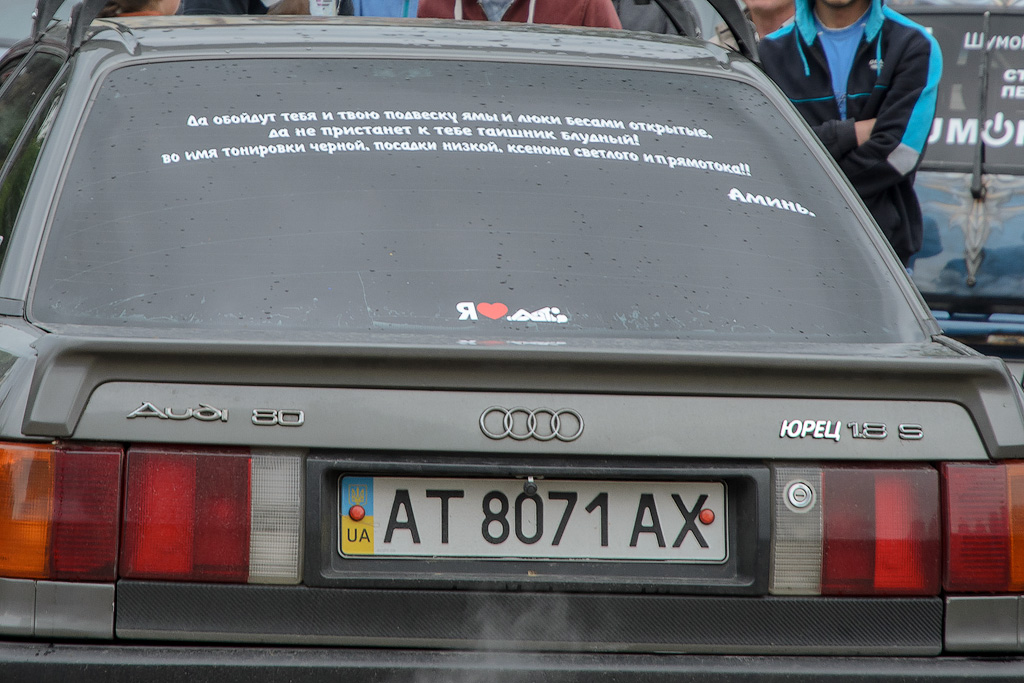 Да обойдут тебя и твою подвеску ямы и люки бесами открытые,
да не пристанет к тебе гаишник блудный!
во имя тонировки черной, посадки низкой, ксенона светлого и прямотока!!
Аминь.
Я
Audi 80
ЮРЕЦ 1.8 S
UA
AT 8071 AX